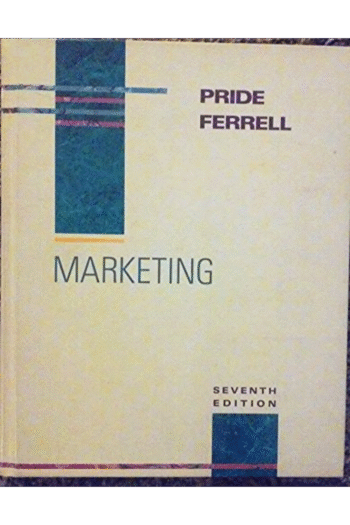 PRIDE
FERRELL
MARKETING
SEVENTH
EDITION